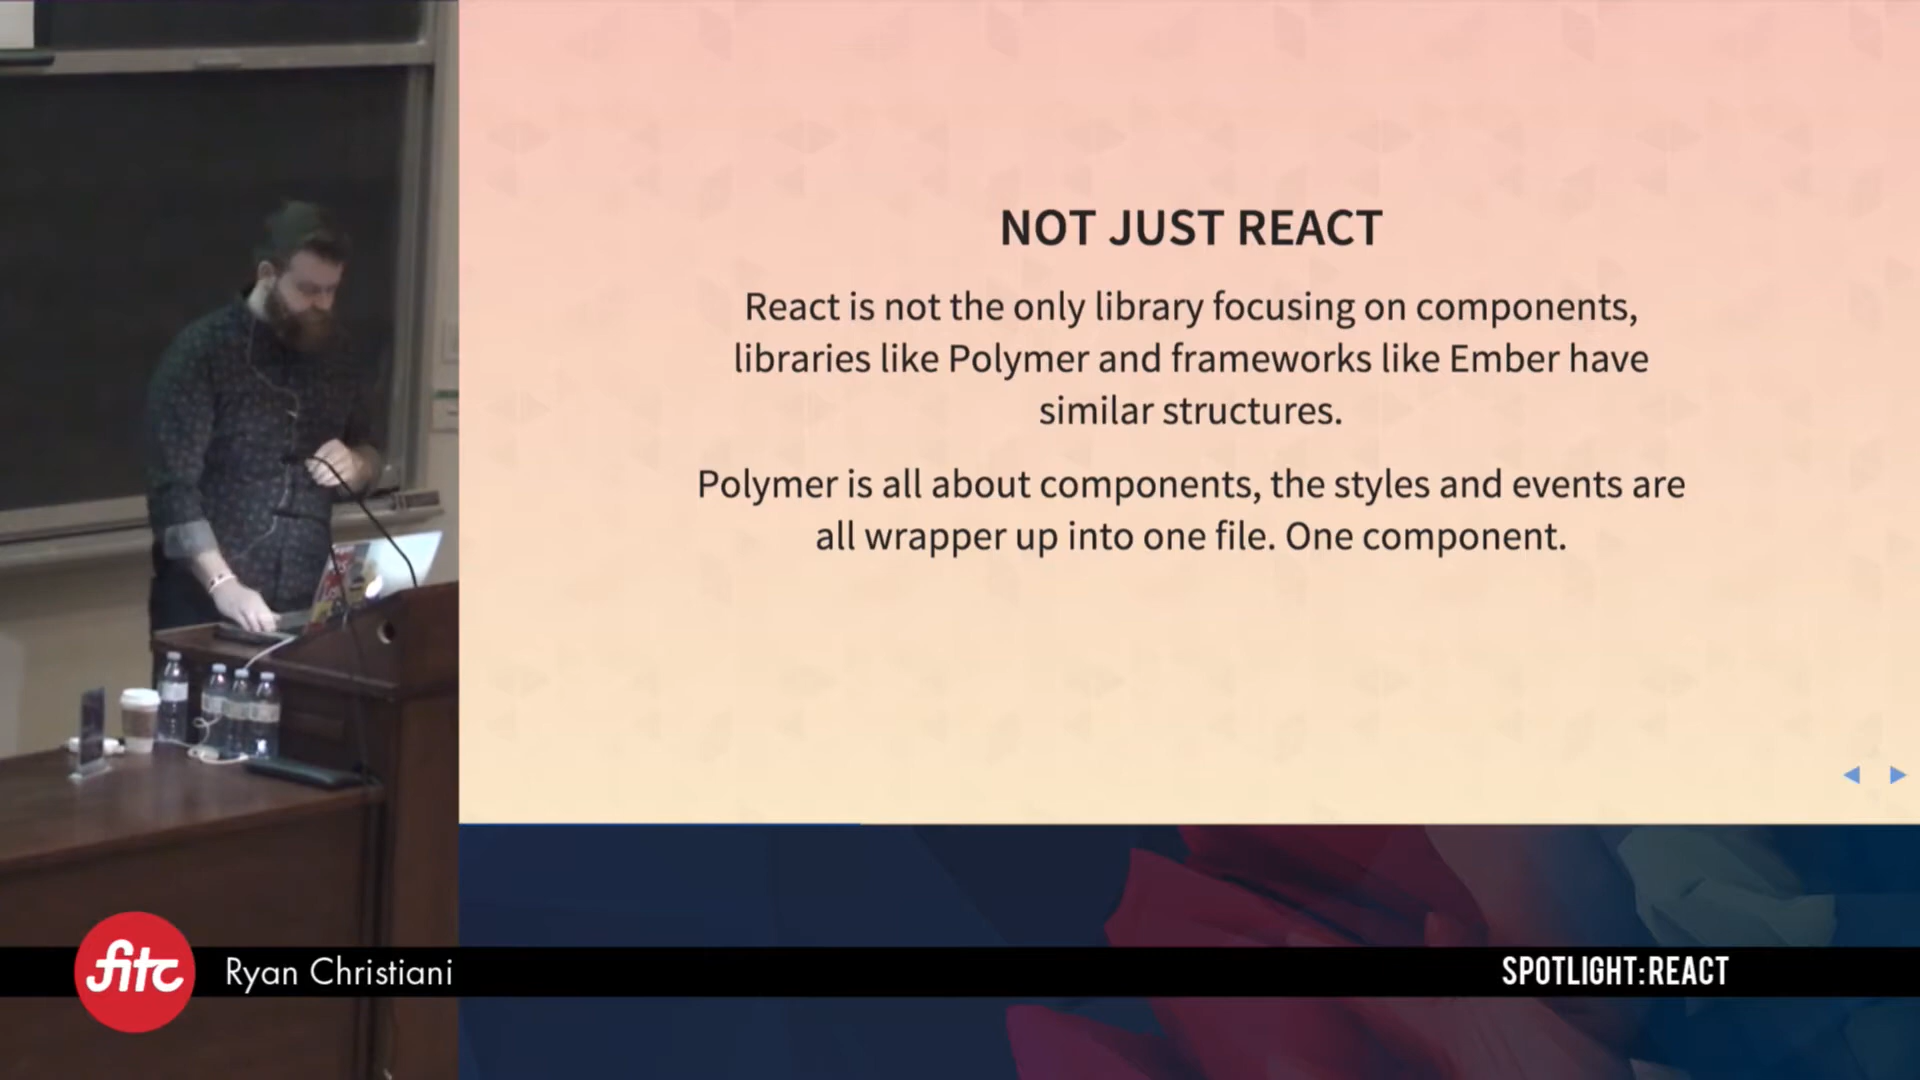 NOT JUST REACT
React is not the only library focusing on components,
libraries like Polymer and frameworks like Ember have
similar structures.
Polymer is all about components, the styles and events are
all wrapper up into one file. One component.
fitc
Ryan Christiani
SPOTLIGHT:REACT